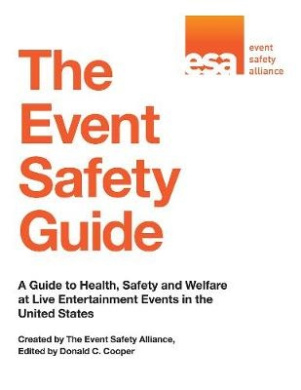 esa
event
safety
alliance
The
Event
Safety
Guide
A Guide to Health, Safety and Welfare
at Live Entertainment Events in the
United States
Created by The Event Safety Alliance,
Edited by Donald C. Cooper